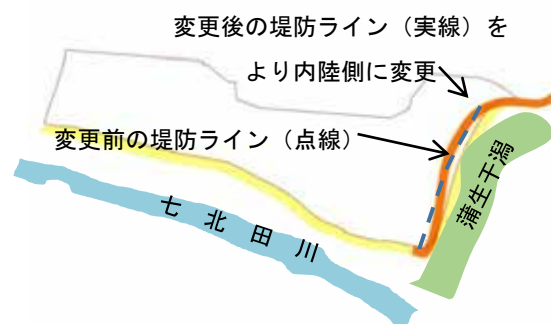 変更後の堤防ライン（実線）を
より内陸側に変更
変更前の堤防ライン（点線）
七北田川
蒲生干潟